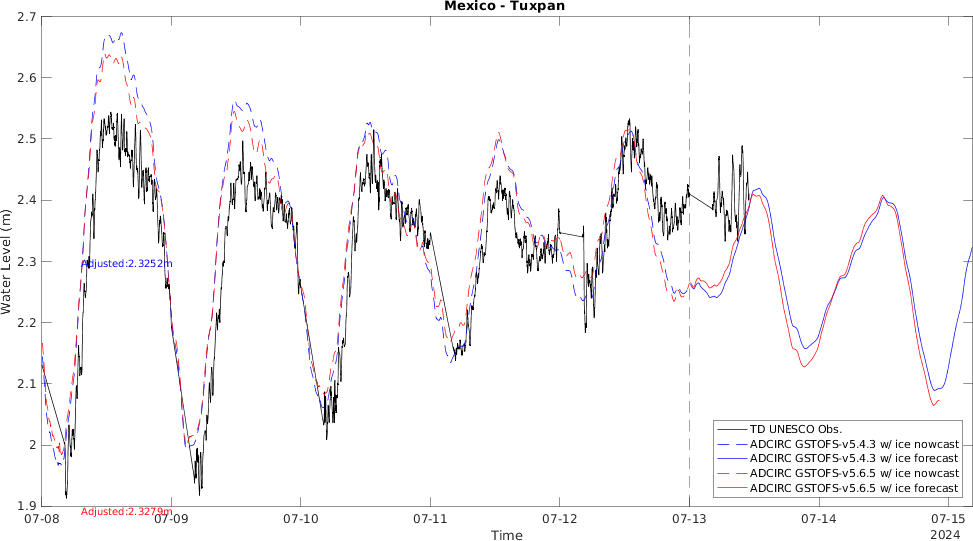 Mexico - Tuxpan
2.7
2.6
2.5
2.4
2.3
2.2
2.1
2
1.9
Water Level (m)
Adjusted:2.3252m
Adjusted:2.3279m
TD UNESCO Obs.
ADCIRC GSTOFS-v5.4.3 w/ ice nowcast
ADCIRC GSTOFS-v5.4.3 w/ ice forecast
ADCIRC GSTOFS-v5.6.5 w/ ice nowcast
ADCIRC GSTOFS-v5.6.5 w/ ice forecast
07-08 07-09 07-10 07-11 07-12 07-13 07-14 07-15
Time
2024